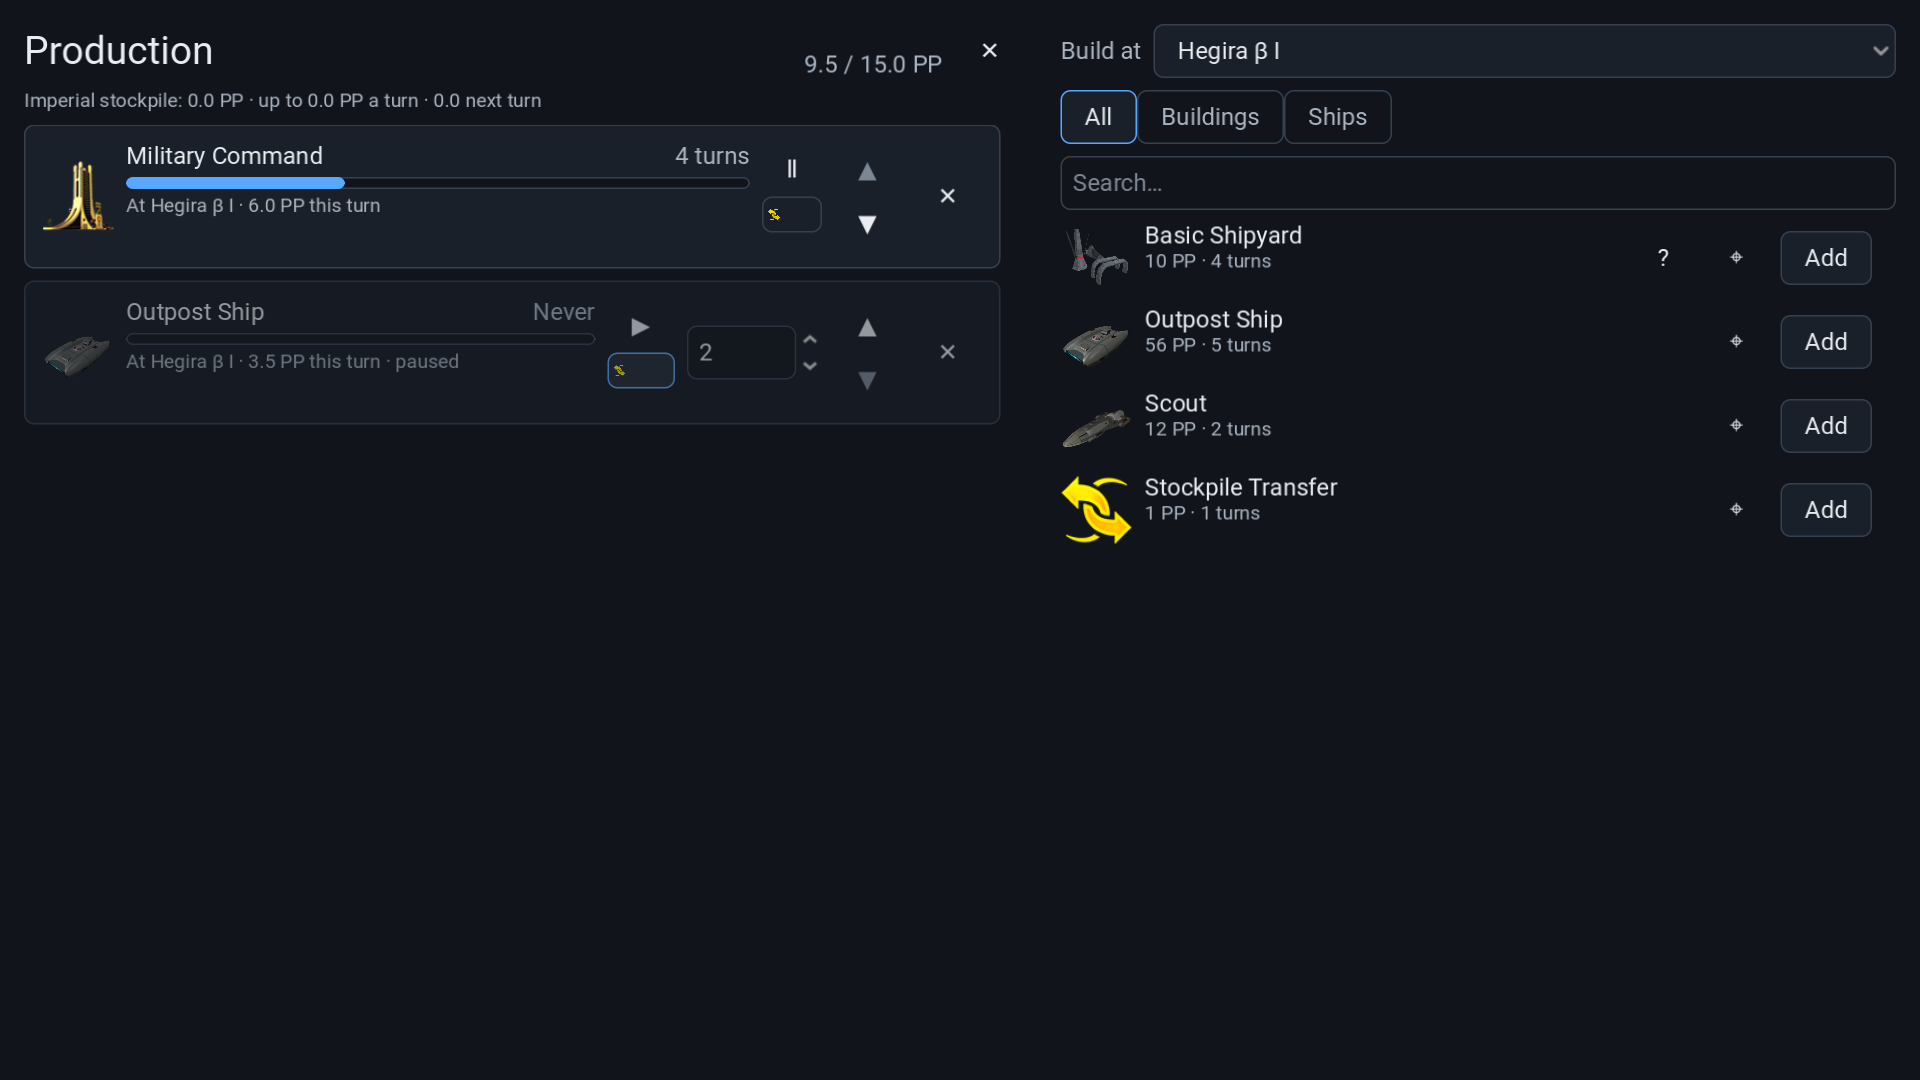 Production
9.5 / 15.0 PP
Imperial stockpile: 0.0 PP · up to 0.0 PP a turn · 0.0 next turn
Military Command
4 turns
At Hegira β I · 6.0 PP this turn
Outpost Ship
Never
At Hegira β I · 3.5 PP this turn · paused
2
Build at
Hegira β I
All
Buildings
Ships
Search...
Basic Shipyard
10 PP · 4 turns
?
Add
Outpost Ship
56 PP · 5 turns
Add
Scout
12 PP · 2 turns
Add
Stockpile Transfer
1 PP · 1 turns
Add